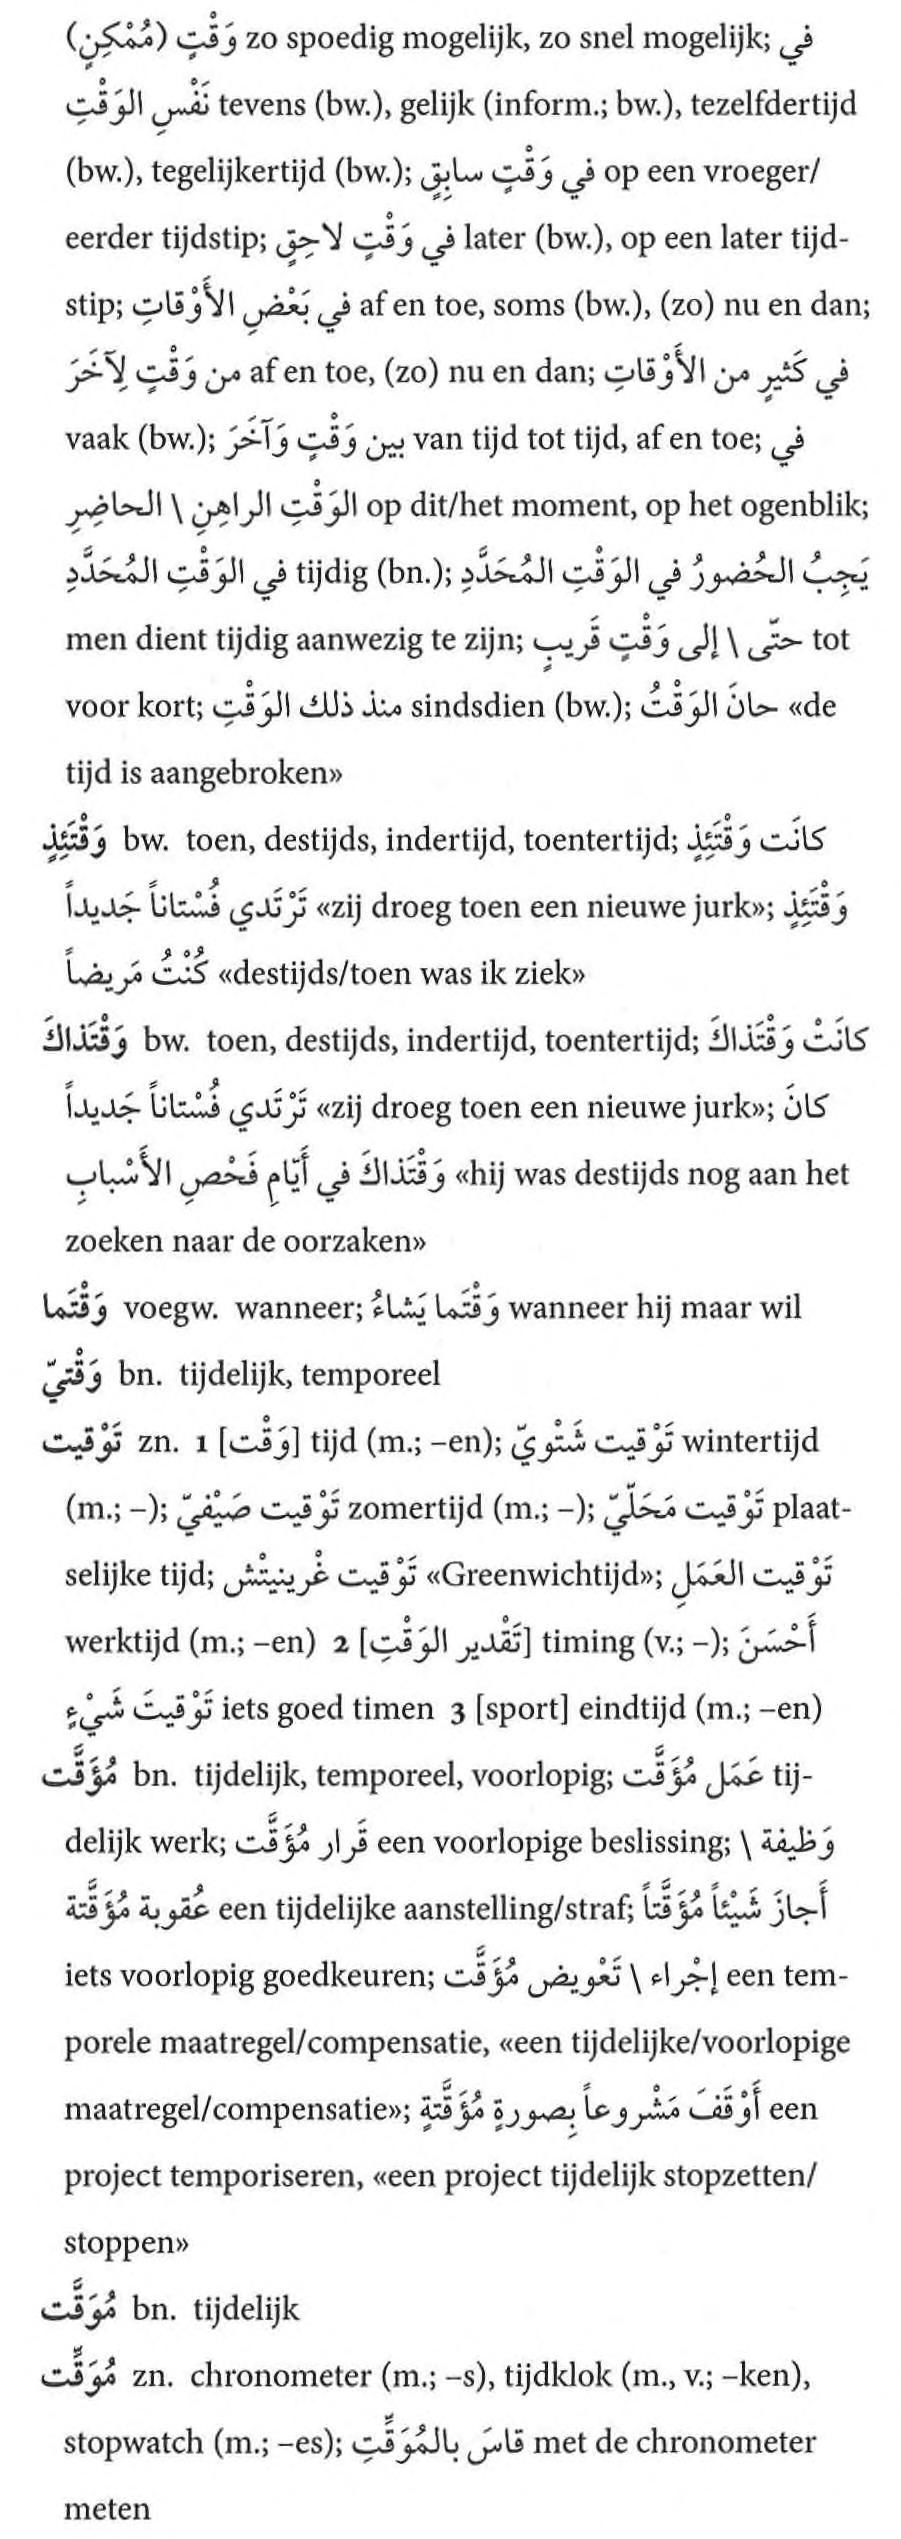 وَقْتٍ (مُمْكِنٍ) zo spoedig mogelijk, zo snel mogelijk; في
نَفْسِ الوَقْتِ tevens (bw.), gelijk (inform.; bw.), tezelfdertijd
(bw.), tegelijkertijd (bw.); في وَقْتٍ سابِقٍ op een vroeger/
eerder tijdstip; في وَقْتٍ لاحِقٍ later (bw.), op een later tijd-
stip; في بَعْضِ الأَوْقاتِ af en toe, soms (bw.), (zo) nu en dan;
من وَقْتٍ لِآخَرَ af en toe, (zo) nu en dan; في كَثيرٍ من الأَوْقاتِ
vaak (bw.); بين وَقْتٍ وَآخَرَ van tijd tot tijd, af en toe; في
الوَقْتِ الراهِنِ \ الحاضِرِ op dit/het moment, op het ogenblik;
في الوَقْتِ المُحَدَّدِ tijdig (bn.); يَجِبُ الحُضورُ في الوَقْتِ المُحَدَّدِ
men dient tijdig aanwezig te zijn; حتّى \ إلى وَقْتٍ قَريبٍ tot
voor kort; منذ ذلك الوَقْتِ sindsdien (bw.); حانَ الوَقْتُ «de
tijd is aangebroken»
وَقْتَئِذٍ bw. toen, destijds, indertijd, toentertijd; كانَت وَقْتَئِذٍ
تَرْتَدي فُسْتاناً جَديداً «zij droeg toen een nieuwe jurk»; وَقْتَئِذٍ
كُنْتُ مَريضاً «destijds/toen was ik ziek»
وَقْتَذاكَ bw. toen, destijds, indertijd, toentertijd; كانَتْ وَقْتَذاكَ
تَرْتَدي فُسْتاناً جَديداً «zij droeg toen een nieuwe jurk»; كانَ
وَقْتَذاكَ في أَيّامِ فَحْصِ الأَسْبابِ «hij was destijds nog aan het
zoeken naar de oorzaken»
وَقْتَما voegw. wanneer; وَقْتَما يَشاءُ wanneer hij maar wil
وَقْتيّ bn. tijdelijk, temporeel
تَوْقيت zn. 1 [وَقْت] tijd (m.; –en); تَوْقيت شَتْويّ wintertijd
(m.; –); تَوْقيت صَيْفيّ zomertijd (m.; –); تَوْقيت مَحَلّيّ plaat-
selijke tijd; تَوْقيت غْرينيتْش «Greenwichtijd»; تَوْقيت العَمَلِ
werktijd (m.; –en) 2 [تَقْدير الوَقْتِ] timing (v.; –); أَحْسَنَ
تَوْقيتَ شَيْءٍ iets goed timen 3 [sport] eindtijd (m.; –en)
مُؤَقَّت bn. tijdelijk, temporeel, voorlopig; عَمَل مُؤَقَّت tij-
delijk werk; قَرار مُؤَقَّت een voorlopige beslissing; وَظيفة \
عُقوبة مُؤَقَّتة een tijdelijke aanstelling/straf; أَجازَ شَيْئاً مُؤَقَّتاً
iets voorlopig goedkeuren; إجْراء \ تَعْويض مُؤَقَّت een tem-
porele maatregel/compensatie, «een tijdelijke/voorlopige
maatregel/compensatie»; أَوْقَفَ مَشْروعاً بِصورةٍ مُؤَقَّتةٍ een
project temporiseren, «een project tijdelijk stopzetten/
stoppen»
مُوَقَّت bn. tijdelijk
مُوَقِّت zn. chronometer (m.; –s), tijdklok (m., v.; –ken),
stopwatch (m.; –es); قاسَ بِالمُوَقِّتِ met de chronometer
meten